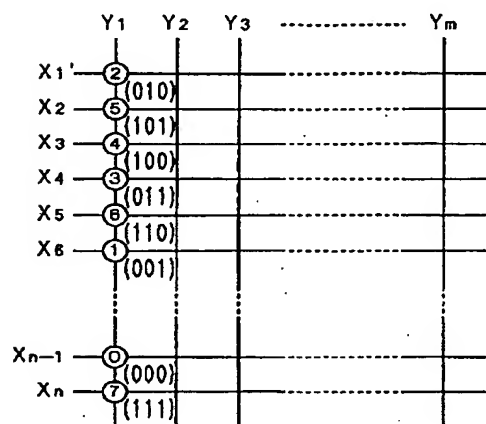 Y1 Y2 Y3 Ym
X1' 2
(010)
X2 5
(101)
X3 4
(100)
X4 3
(011)
X5 6
(110)
X6 1
(001)
Xn-1 0
(000)
Xn 7
(111)